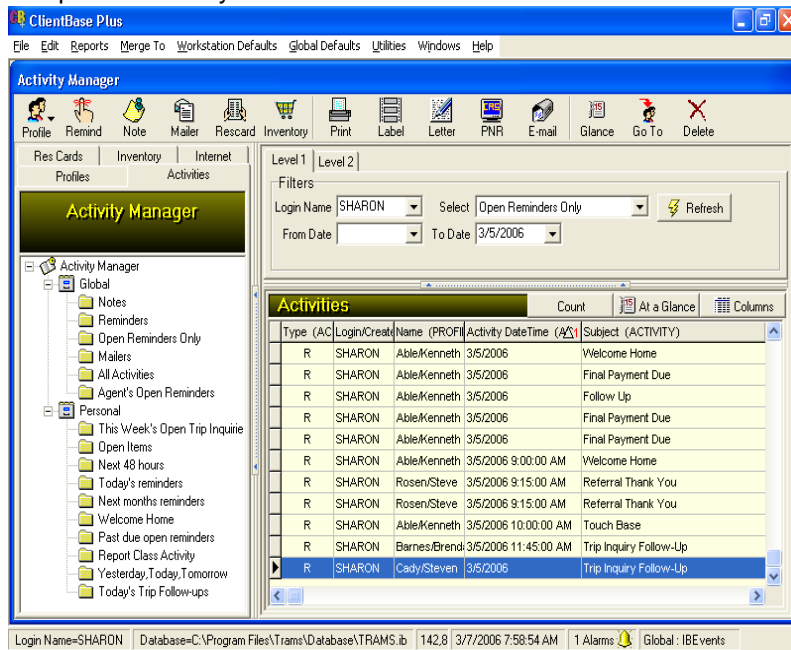 ClientBase Plus
File Edit Reports Merge To Workstation Defaults Global Defaults Utilities Windows Help
Activity Manager
Profile Remind Note Mailer Rescard Inventory Print Label Letter PNR E-mail Glance Go To Delete
Res Cards Inventory Internet
Profiles Activities
Activity Manager
Activity Manager
Global
Notes
Reminders
Open Reminders Only
Mailers
All Activities
Agent's Open Reminders
Personal
This Week's Open Trip Inquirie
Open Items
Next 48 hours
Today's reminders
Next months reminders
Welcome Home
Past due open reminders
Report Class Activity
Yesterday,Today,Tomorrow
Today's Trip Follow-ups
Level 1 Level 2
Filters
Login Name SHARON Select Open Reminders Only Refresh
From Date To Date 3/5/2006
Activities Count At a Glance Columns
Type (AC Login/Create Name (PROFI Activity DateTime (A 1 Subject (ACTIVITY)
R SHARON Able/Kenneth 3/5/2006 Welcome Home
R SHARON Able/Kenneth 3/5/2006 Final Payment Due
R SHARON Able/Kenneth 3/5/2006 Follow Up
R SHARON Able/Kenneth 3/5/2006 Final Payment Due
R SHARON Able/Kenneth 3/5/2006 Final Payment Due
R SHARON Able/Kenneth 3/5/2006 9:00:00 AM Welcome Home
R SHARON Rosen/Steve 3/5/2006 9:15:00 AM Referral Thank You
R SHARON Rosen/Steve 3/5/2006 9:15:00 AM Referral Thank You
R SHARON Able/Kenneth 3/5/2006 10:00:00 AM Touch Base
R SHARON Barnes/Brend 3/5/2006 11:45:00 AM Trip Inquiry Follow-Up
R SHARON Cady/Steven 3/5/2006 Trip Inquiry Follow-Up
Login Name=SHARON Database=C:\Program Files\Trams\Database\TRAMS.ib 142,8 3/7/2006 7:58:54 AM 1 Alarms Global : IBEvents